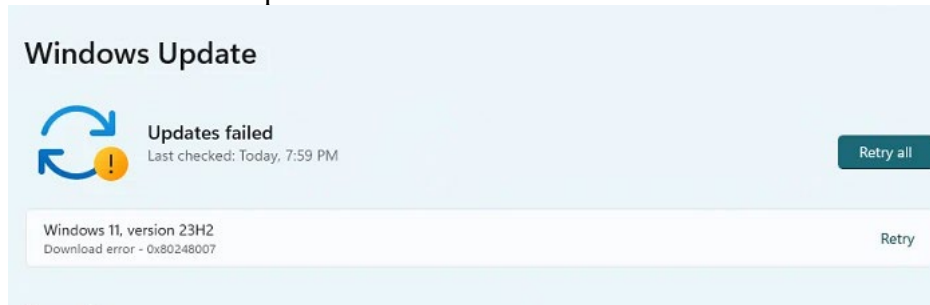 Windows Update
Updates failed
Last checked: Today, 7:59 PM
Retry all
Windows 11, version 23H2
Download error - 0x80248007
Retry